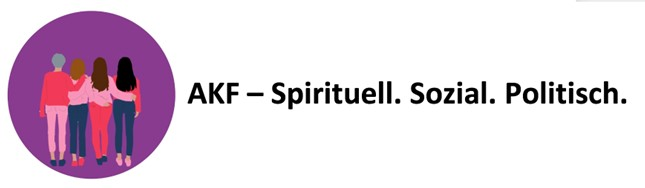 AKF – Spirituell. Sozial. Politisch.